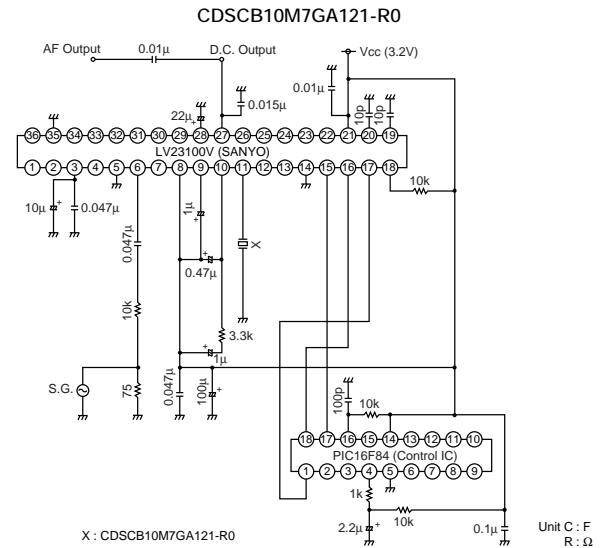 CDSCB10M7GA121-R0
AF Output
0.01µ
D.C. Output
Vcc (3.2V)
0.01µ
0.015µ
22µ
+
10p
10p
36 35 34 33 32 31 30 29 28 27 26 25 24 23 22 21 20 19
LV23100V (SANYO)
1 2 3 4 5 6 7 8 9 10 11 12 13 14 15 16 17 18
10k
10µ
+
0.047µ
0.047µ
1µ
+
X
+
0.47µ
10k
3.3k
+
1µ
S.G.
75
0.047µ
100µ
+
100p
10k
18 17 16 15 14 13 12 11 10
PIC16F84 (Control IC)
1 2 3 4 5 6 7 8 9
1k
10k
2.2µ
+
0.1µ
X : CDSCB10M7GA121-R0
Unit C : F
R : Ω